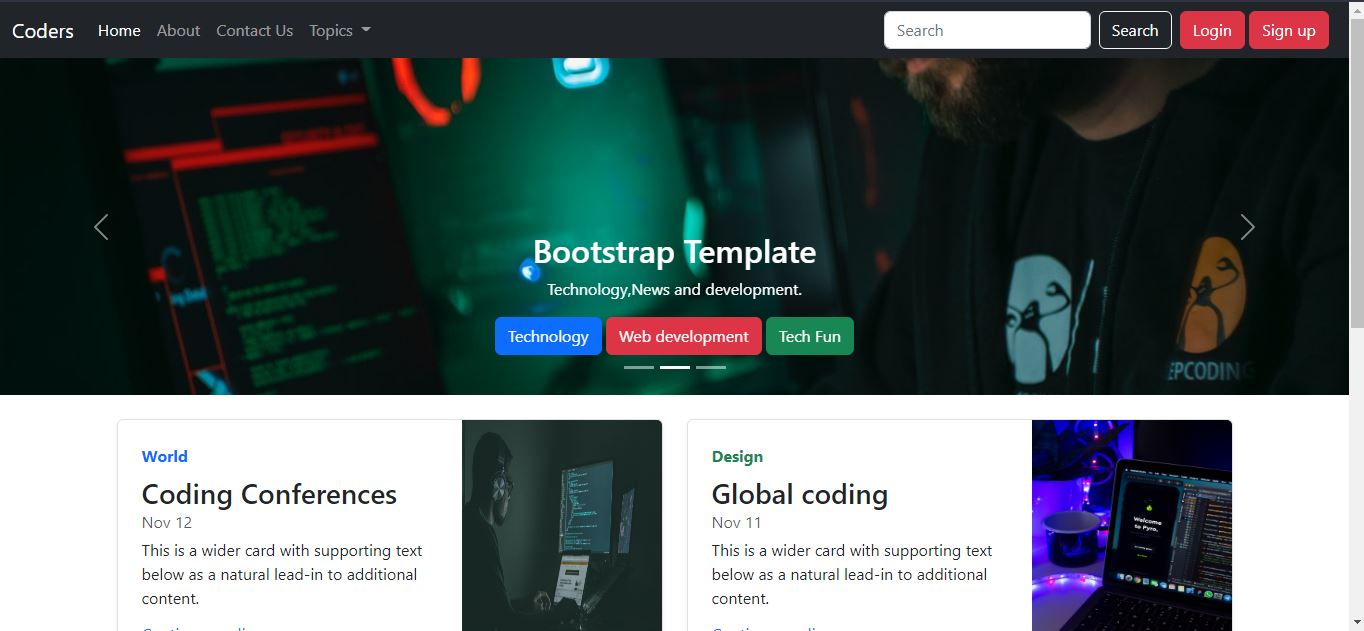 Coders Home About Contact Us Topics Search Search Login Sign up
Bootstrap Template
Technology,News and development.
Technology Web development Tech Fun
EPCODING
World
Coding Conferences
Nov 12
This is a wider card with supporting text
below as a natural lead-in to additional
content.
Design
Global coding
Nov 11
This is a wider card with supporting text
below as a natural lead-in to additional
content.
Welcome
to Pyro.